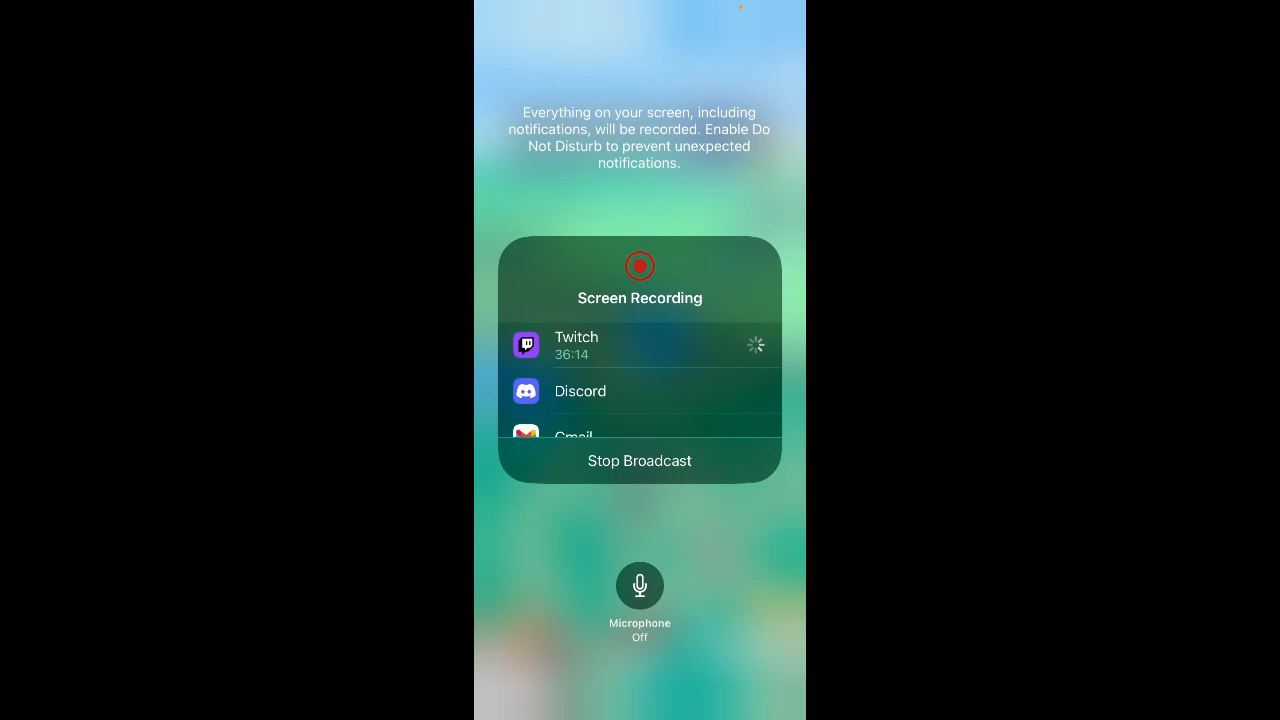 Everything on your screen, including
notifications, will be recorded. Enable Do
Not Disturb to prevent unexpected
notifications.
Screen Recording
Twitch
36:14
Discord
Gmail
Stop Broadcast
Microphone
Off